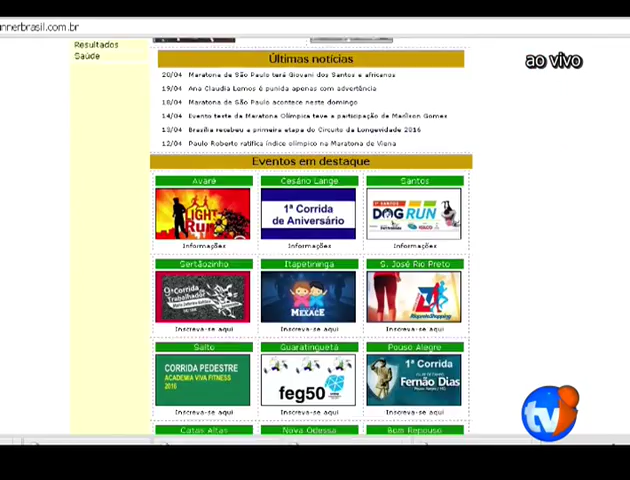 nnerbrasil.com.br
Resultados
Saúde
ao vivo
Últimas notícias
20/04 Maratona de São Paulo terá Giovani dos Santos e africanos
19/04 Ana Claudia Lemos é punida apenas com advertência
18/04 Maratona de São Paulo acontece neste domingo
14/04 Evento teste da Maratona Olímpica teve a participação de Marilson Gomes
13/04 Brasília recebeu a primeira etapa do Circuito da Longevidade 2016
12/04 Paulo Roberto ratifica índice olímpico na Maratona de Viena
Eventos em destaque
Avaré
Cesário Lange
Santos
LIGHT
Run
1ª Corrida
de Aniversário
DOG RUN
Informações
Informações
Informações
Sertãozinho
Itapetininga
S. José Rio Preto
9ª Corrida
Trabalhador
MEXACE
Inscreva-se aqui
Inscreva-se aqui
Inscreva-se aqui
Salto
Guaratinguetá
Pouso Alegre
CORRIDA PEDESTRE
ACADEMIA VIVA FITNESS
2016
feg50
1ª Corrida
Fernão Dias
Inscreva-se aqui
Inscreva-se aqui
Inscreva-se aqui
tvi
Catas Altas
Nova Odessa
Bom Repouso